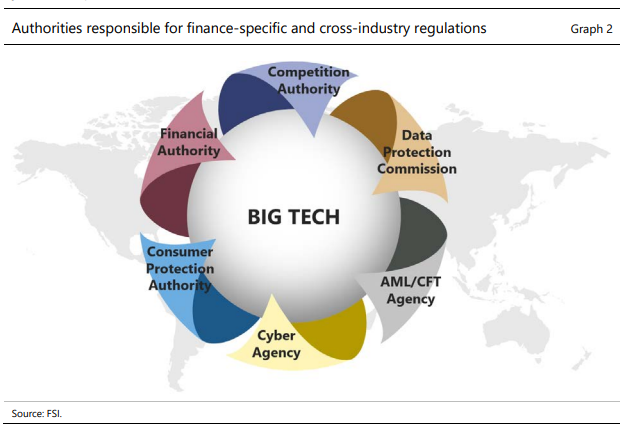 Authorities responsible for finance-specific and cross-industry regulations
Graph 2
Competition
Authority
Financial
Authority
Data
Protection
Commission
BIG TECH
Consumer
Protection
Authority
AML/CFT
Agency
Cyber
Agency
Source: FSI.